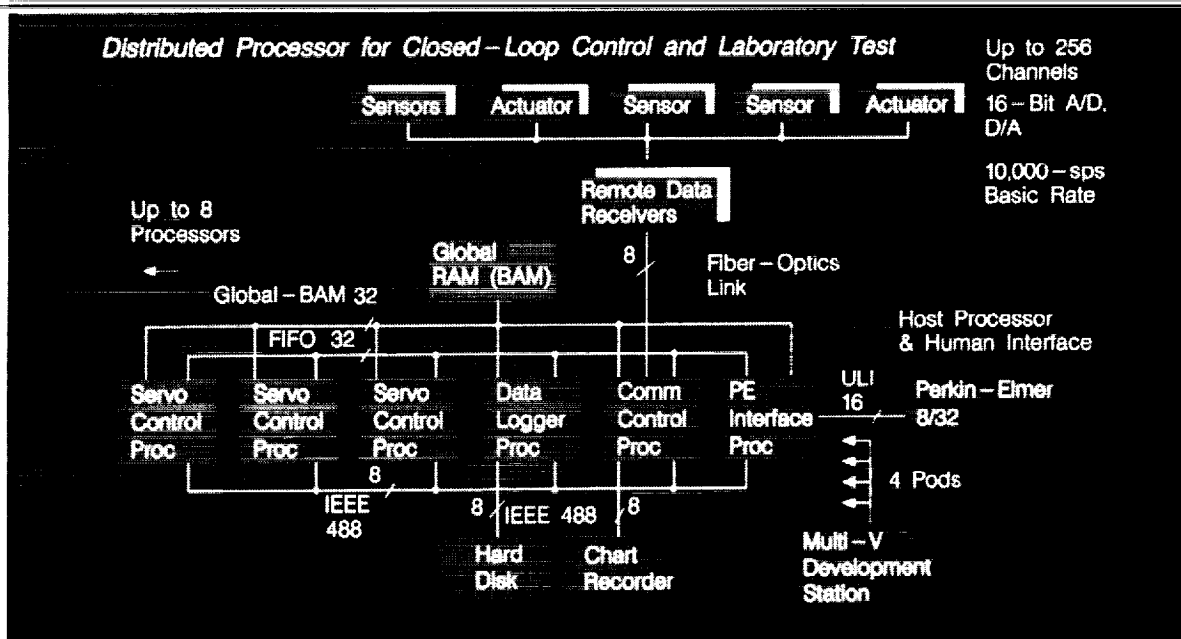 Distributed Processor for Closed-Loop Control and Laboratory Test
Up to 256
Channels
16-Bit A/D,
D/A
10,000-sps
Basic Rate
Sensors
Actuator
Sensor
Sensor
Actuator
Remote Data
Receivers
Up to 8
Processors
Global
RAM (BAM)
8
Fiber-Optics
Link
Global-BAM 32
FIFO 32
Host Processor
& Human Interface
Servo
Control
Proc
Servo
Control
Proc
Servo
Control
Proc
Data
Logger
Proc
Comm
Control
Proc
PE
Interface
Proc
ULI
16
Perkin-Elmer
8/32
8
IEEE
488
8
IEEE 488
8
4 Pods
Hard
Disk
Chart
Recorder
Multi-V
Development
Station